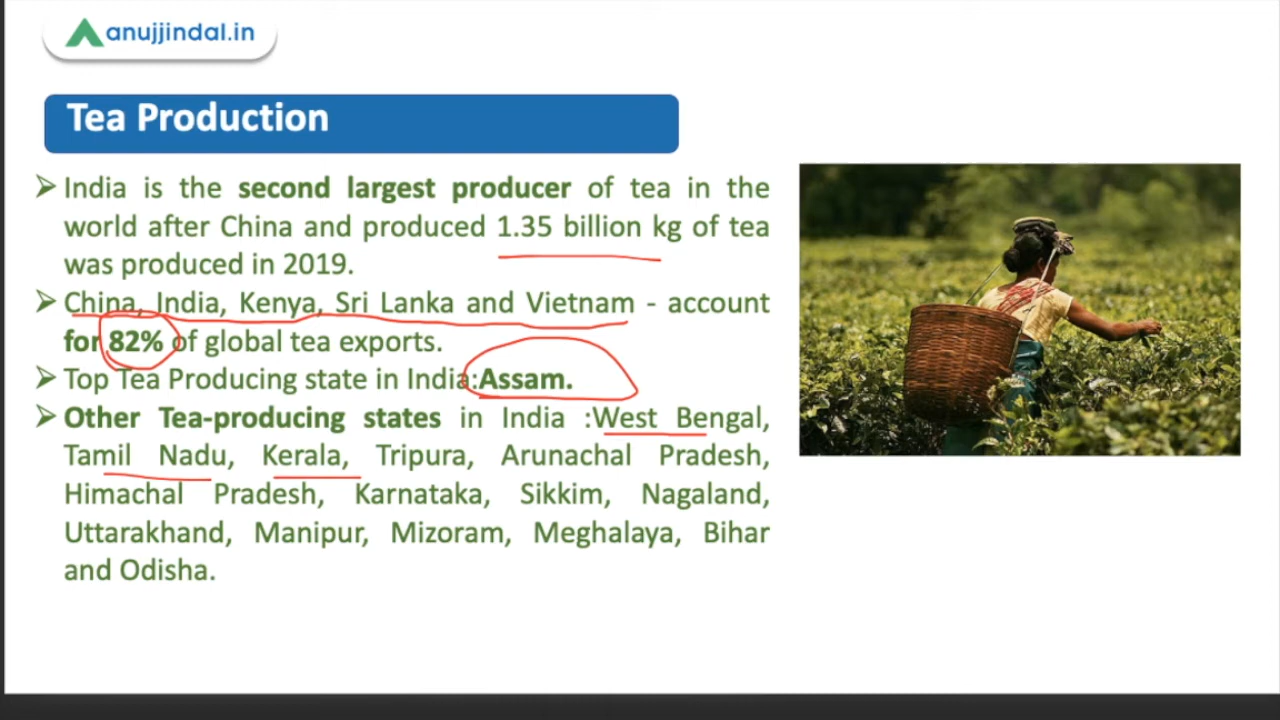 anujjindal.in
Tea Production
India is the second largest producer of tea in the
world after China and produced 1.35 billion kg of tea
was produced in 2019.
China, India, Kenya, Sri Lanka and Vietnam - account
for 82% of global tea exports.
Top Tea Producing state in India:Assam.
Other Tea-producing states in India :West Bengal,
Tamil Nadu, Kerala, Tripura, Arunachal Pradesh,
Himachal Pradesh, Karnataka, Sikkim, Nagaland,
Uttarakhand, Manipur, Mizoram, Meghalaya, Bihar
and Odisha.